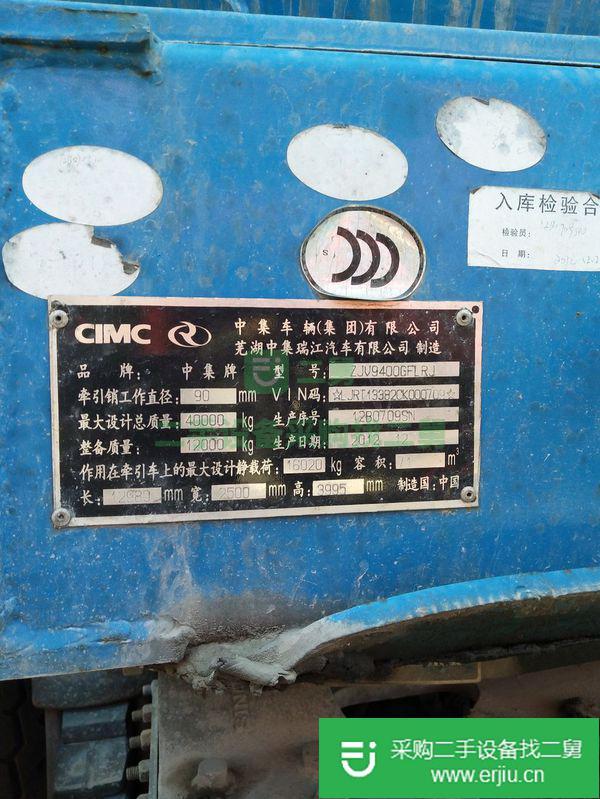 入库检验合
检验员：
日 期：
S
CIMC 中集车辆(集团)有限公司
芜湖中集瑞江汽车有限公司 制造
品 牌： 中集牌 型 号： ZJV9400GFLRJ
牵引销工作直径： 90 mm VIN码：
最大设计总质量： 40000 kg 生产序号： 12B0709SN
整备质量： 12000 kg 生产日期： 2012 12
作用在牵引车上的最大设计静载荷： 16020 kg 容 积： 71 m³
长： mm 宽： 2500 mm 高： 3995 mm 制造国：中国
二舅
采购二手设备找二舅
www.erjiu.cn